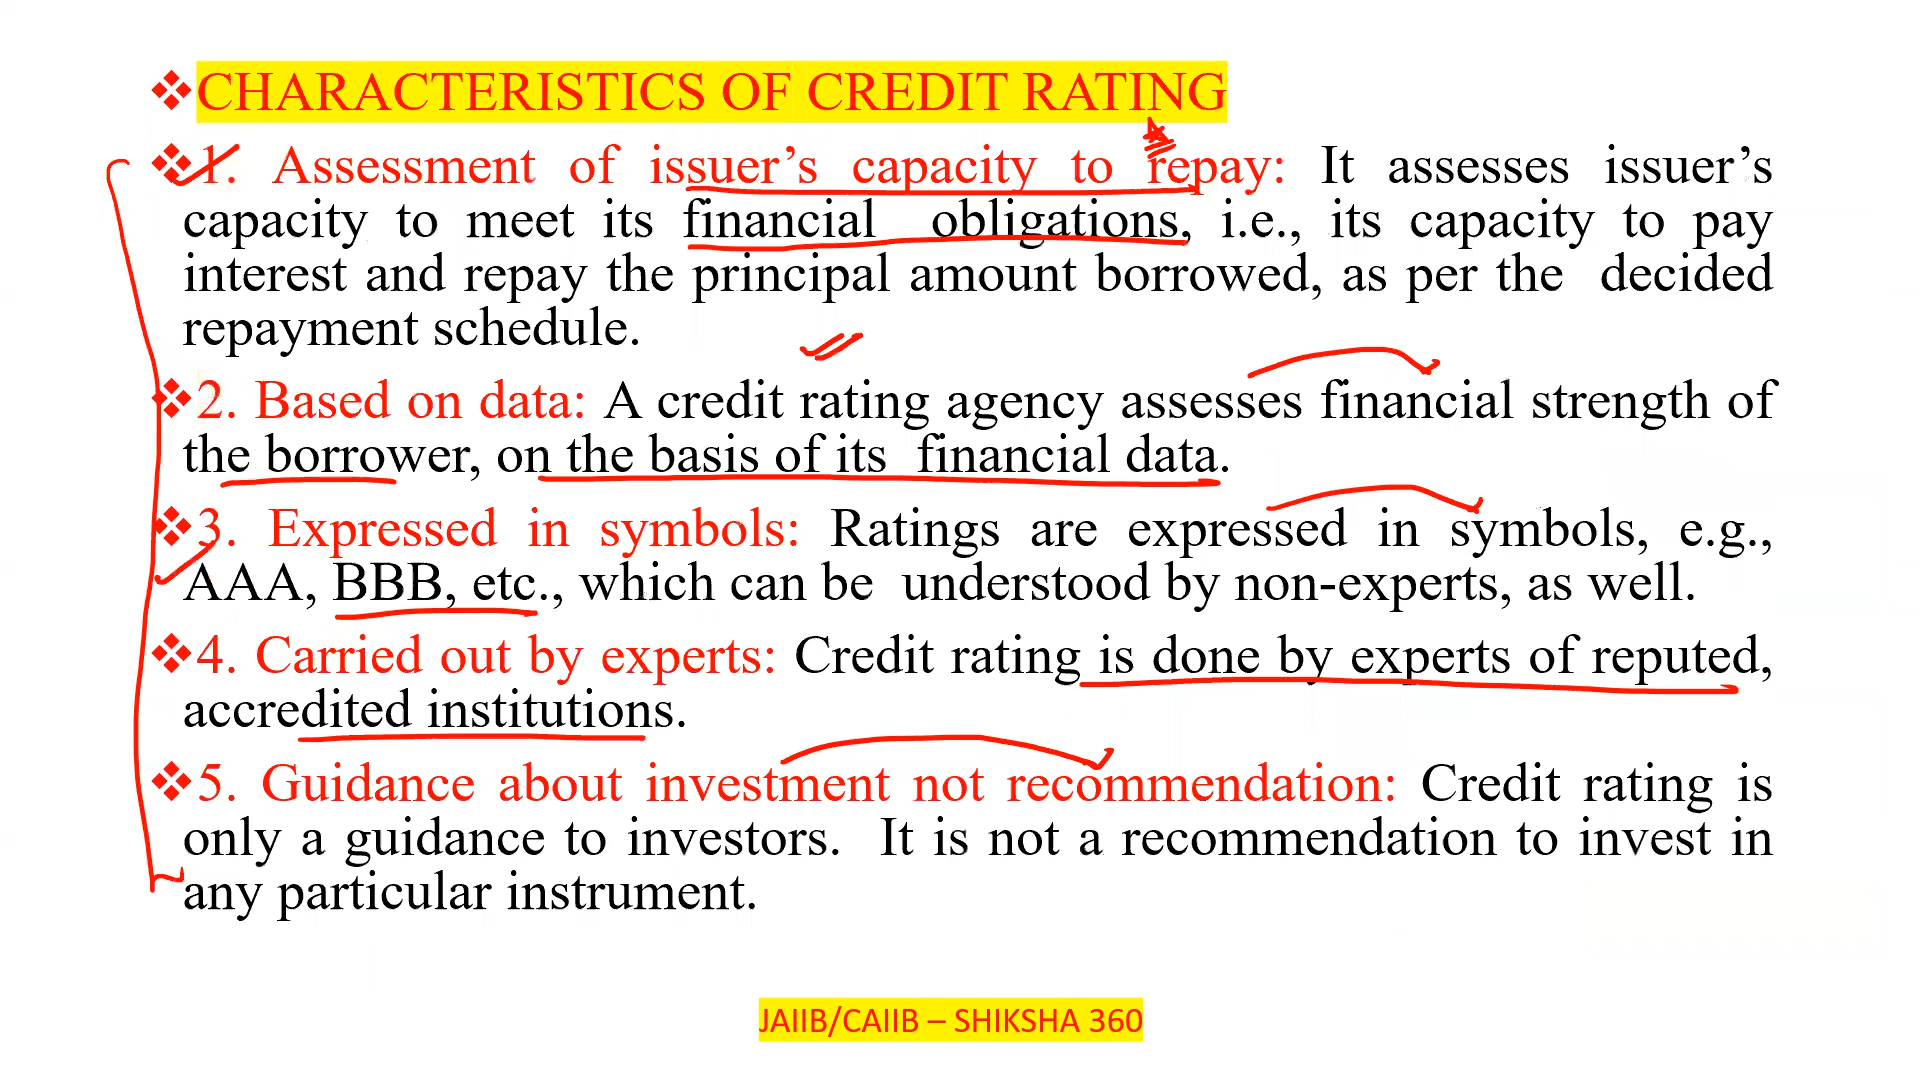 ❖CHARACTERISTICS OF CREDIT RATING
❖1. Assessment of issuer’s capacity to repay: It assesses issuer’s
capacity to meet its financial obligations, i.e., its capacity to pay
interest and repay the principal amount borrowed, as per the decided
repayment schedule.
❖2. Based on data: A credit rating agency assesses financial strength of
the borrower, on the basis of its financial data.
❖3. Expressed in symbols: Ratings are expressed in symbols, e.g.,
AAA, BBB, etc., which can be understood by non-experts, as well.
❖4. Carried out by experts: Credit rating is done by experts of reputed,
accredited institutions.
❖5. Guidance about investment not recommendation: Credit rating is
only a guidance to investors. It is not a recommendation to invest in
any particular instrument.
JAIIB/CAIIB – SHIKSHA 360